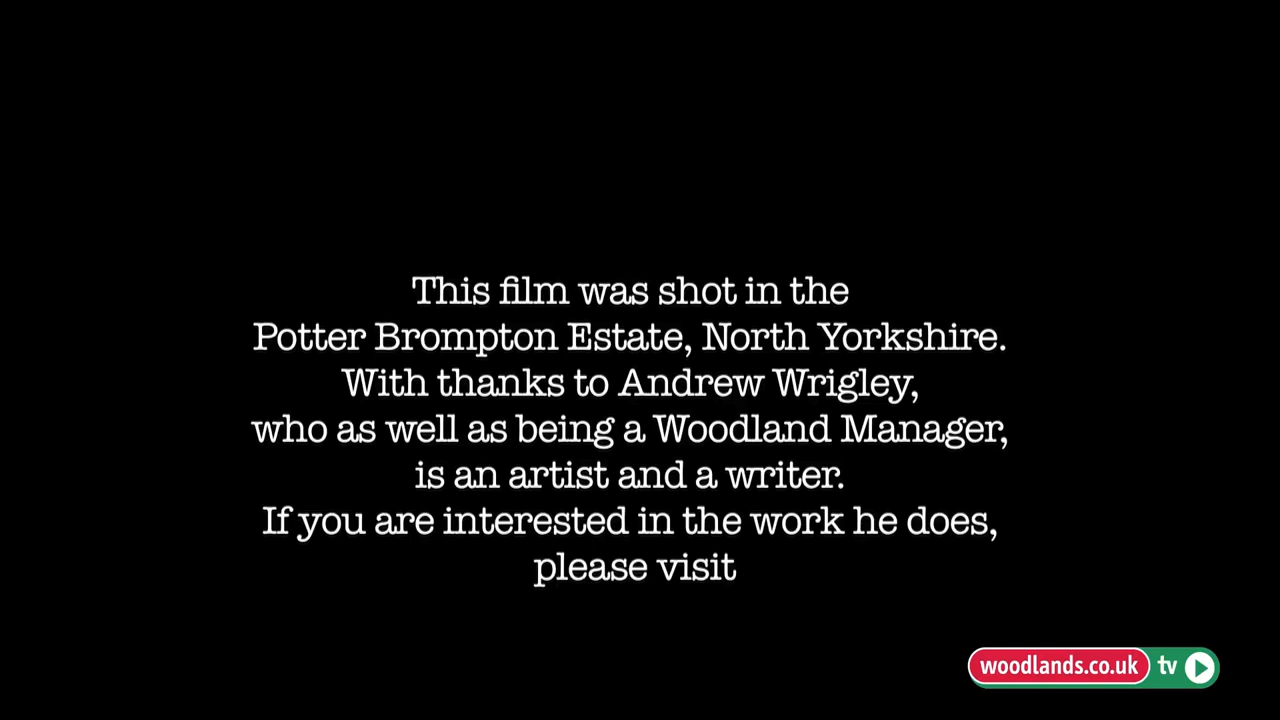 This film was shot in the
Potter Brompton Estate, North Yorkshire.
With thanks to Andrew Wrigley,
who as well as being a Woodland Manager,
is an artist and a writer.
If you are interested in the work he does,
please visit
woodlands.co.uk tv